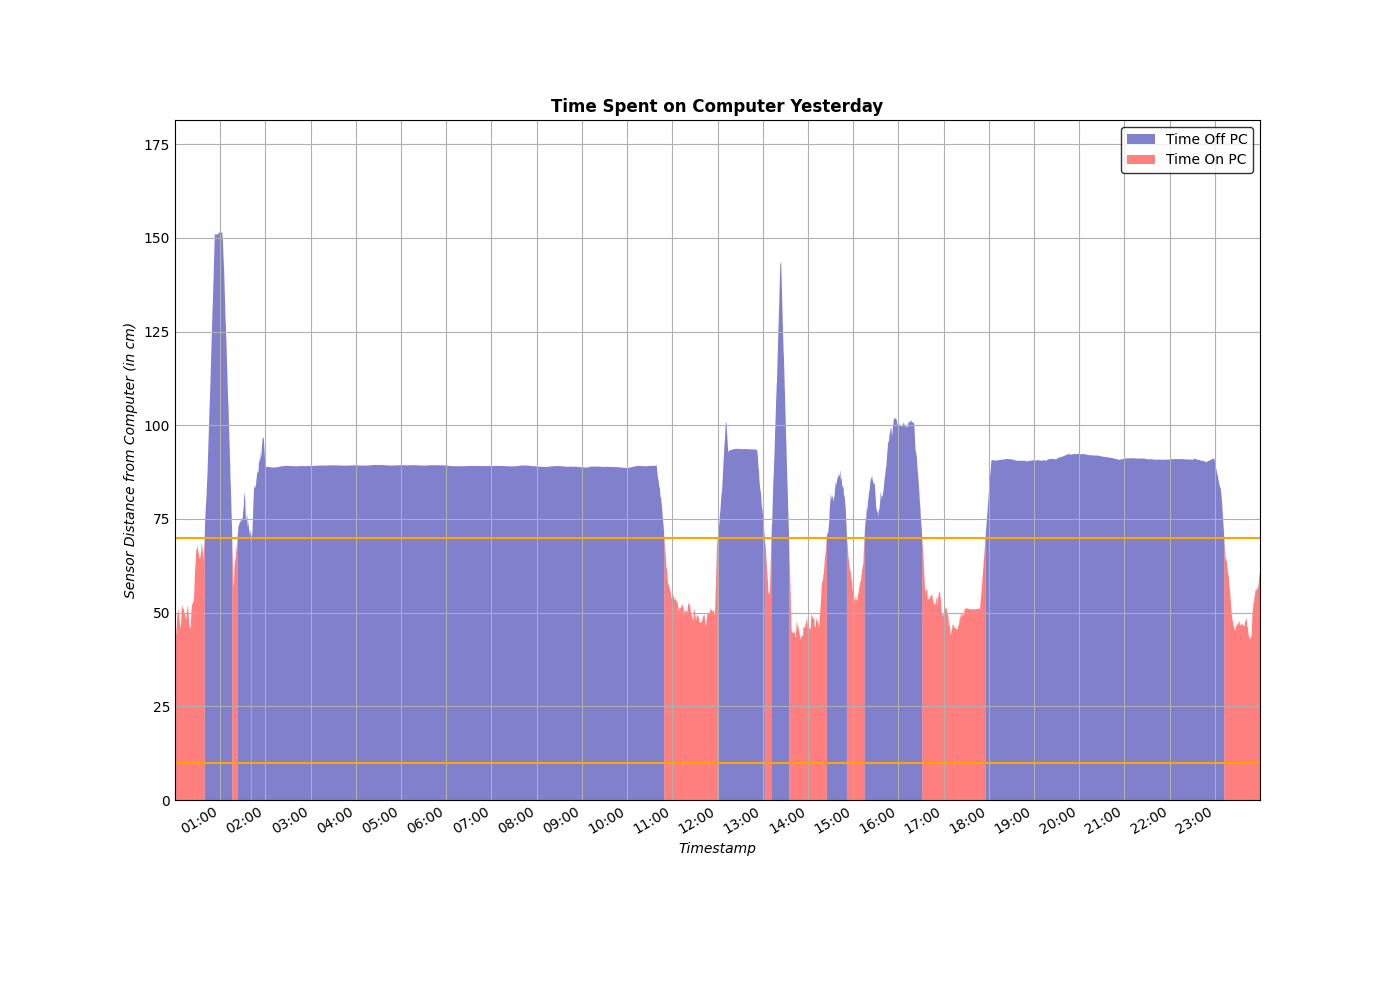 Time Spent on Computer Yesterday
Time Off PC
Time On PC
175
150
125
100
75
50
25
0
Sensor Distance from Computer (in cm)
01:00 02:00 03:00 04:00 05:00 06:00 07:00 08:00 09:00 10:00 11:00 12:00 13:00 14:00 15:00 16:00 17:00 18:00 19:00 20:00 21:00 22:00 23:00
Timestamp